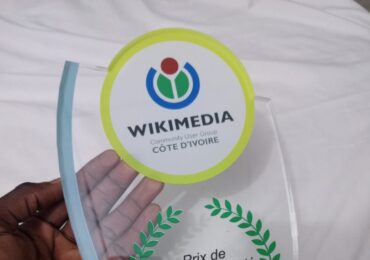 WIKIMEDIA
Community User Group
CÔTE D'IVOIRE
Prix de